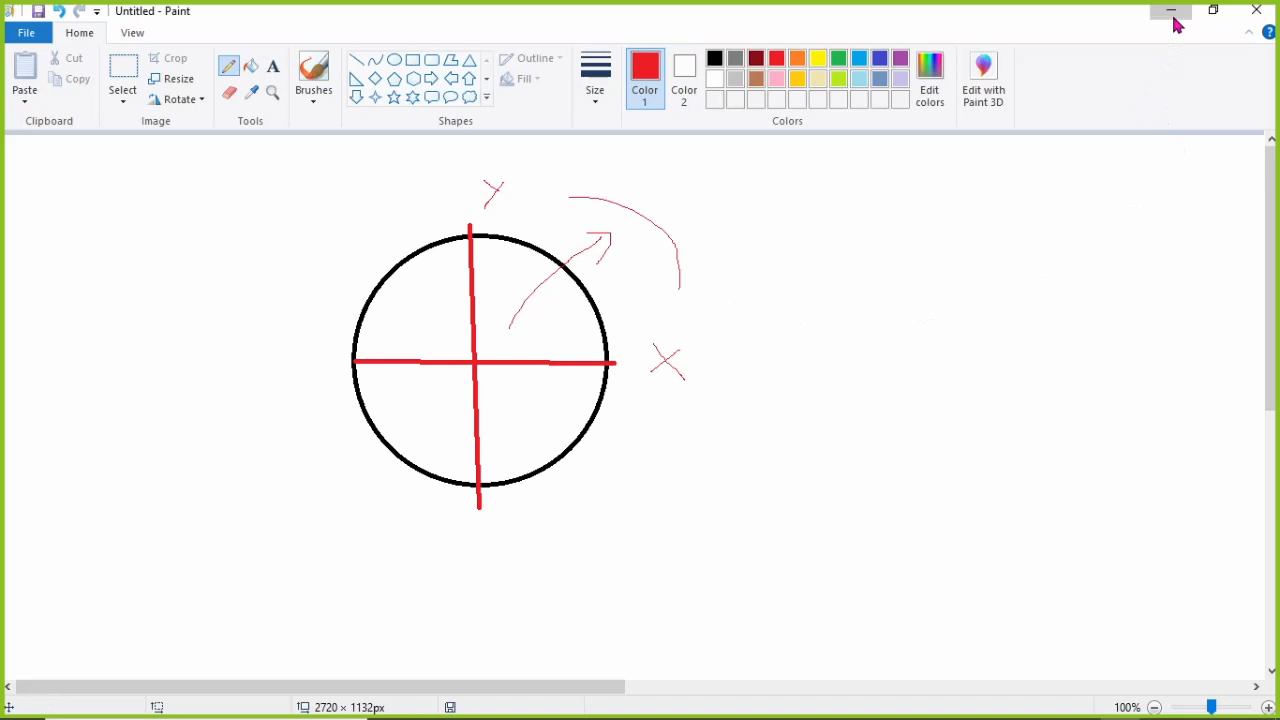 Untitled - Paint
File Home View
Paste
Cut
Copy
Clipboard
Select
Crop
Resize
Rotate
Image
A
Tools
Brushes
Outline
Fill
Shapes
Size
Color 1
Color 2
Edit colors
Edit with Paint 3D
Colors
Y
X
2720 × 1132px
100%